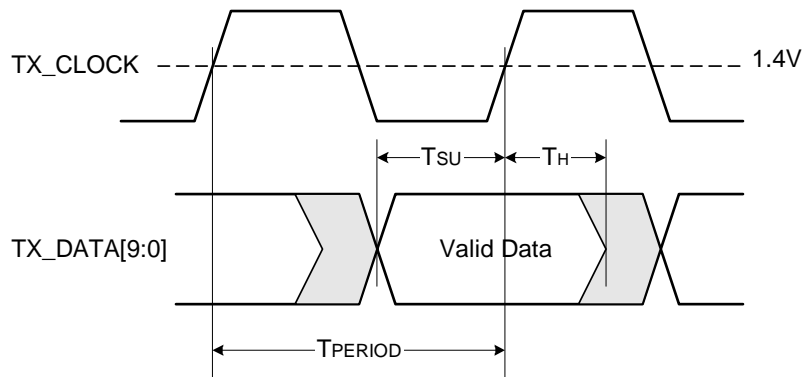 TX_CLOCK
1.4V
TSU
TH
TX_DATA[9:0]
Valid Data
TPERIOD